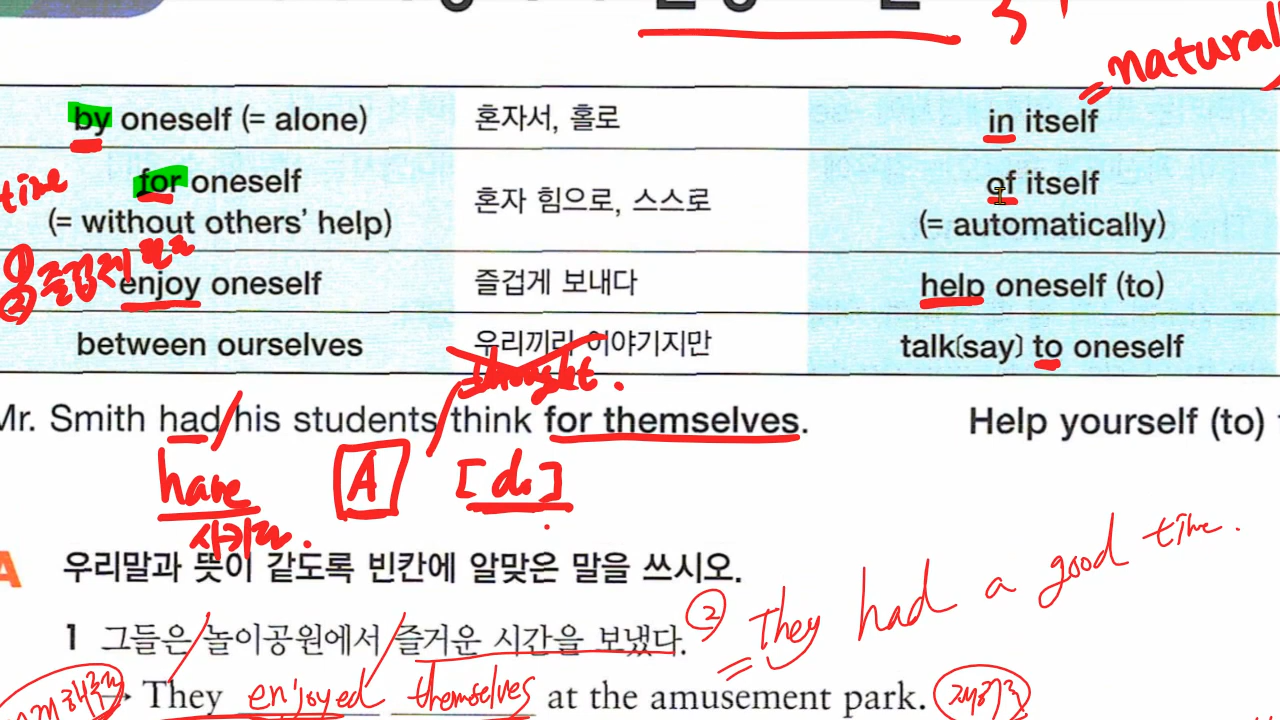 = natural
by oneself (= alone) 혼자서, 홀로 in itself
time
for oneself 혼자 힘으로, 스스로 of itself
(= without others' help) (= automatically)
enjoy oneself 즐겁게 보내다 help oneself (to)
between ourselves 우리끼리 이야기지만 talk(say) to oneself
thought.
Mr. Smith had his students think for themselves. Help yourself (to)
have A [do]
시키다.
A 우리말과 뜻이 같도록 빈칸에 알맞은 말을 쓰시오.
1 그들은 놀이공원에서 즐거운 시간을 보냈다.
② = They had a good time.
→ They enjoyed themselves at the amusement park.